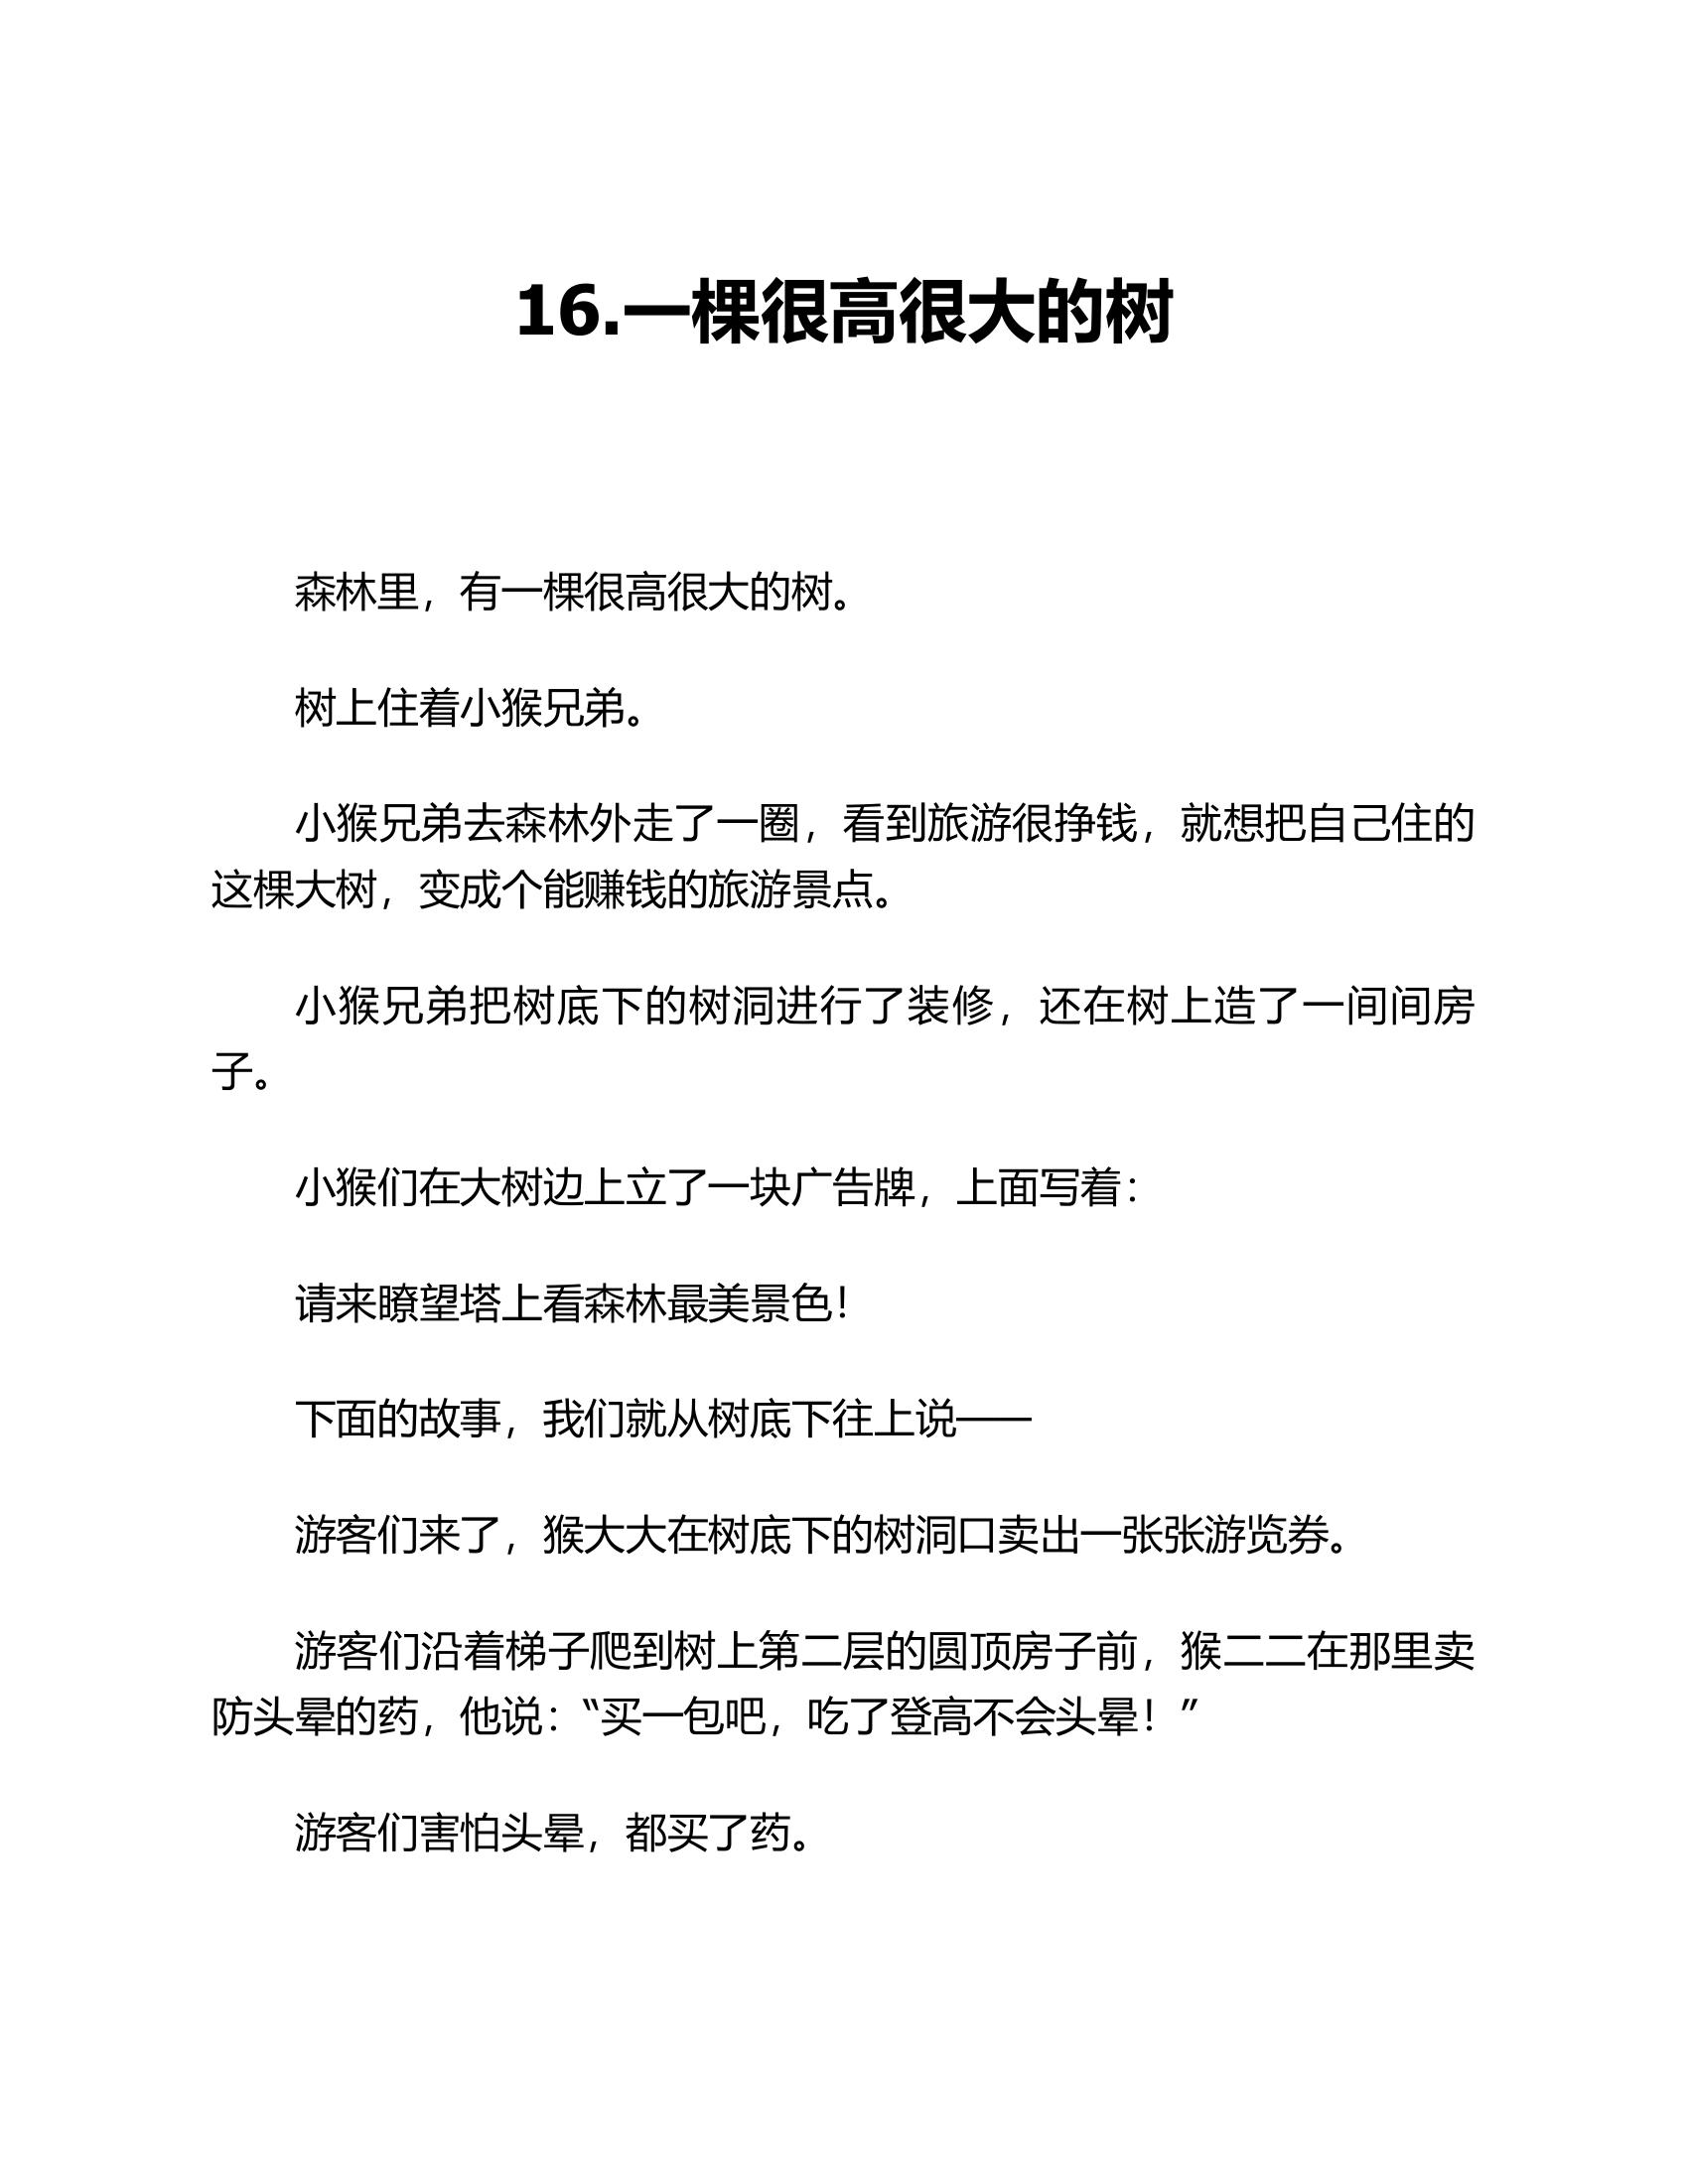 16.一棵很高很大的树
森林里，有一棵很高很大的树。
树上住着小猴兄弟。
小猴兄弟去森林外走了一圈，看到旅游很挣钱，就想把自己住的
这棵大树，变成个能赚钱的旅游景点。
小猴兄弟把树底下的树洞进行了装修，还在树上造了一间间房
子。
小猴们在大树边上立了一块广告牌，上面写着：
请来瞭望塔上看森林最美景色！
下面的故事，我们就从树底下往上说——
游客们来了，猴大大在树底下的树洞口卖出一张张游览券。
游客们沿着梯子爬到树上第二层的圆顶房子前，猴二二在那里卖
防头晕的药，他说：“买一包吧，吃了登高不会头晕！”
游客们害怕头晕，都买了药。